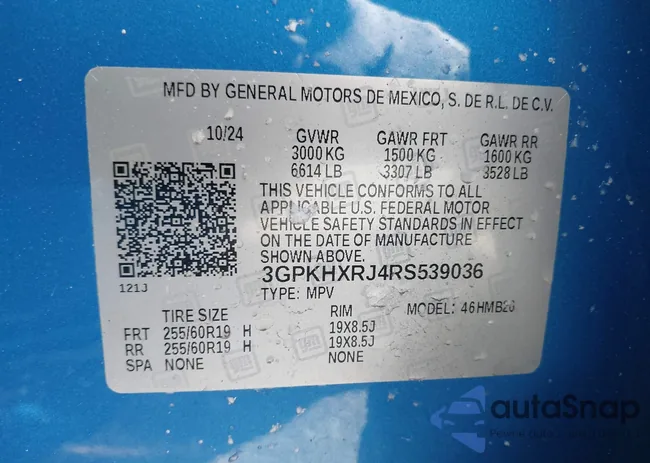 MFD BY GENERAL MOTORS DE MEXICO, S. DE R.L. DE C.V.
10/24 GVWR GAWR FRT GAWR RR
3000 KG 1500 KG 1600 KG
6614 LB 3307 LB 3528 LB
THIS VEHICLE CONFORMS TO ALL
APPLICABLE U.S. FEDERAL MOTOR
VEHICLE SAFETY STANDARDS IN EFFECT
ON THE DATE OF MANUFACTURE
SHOWN ABOVE.
3GPKHXRJ4RS539036
121J
TYPE: MPV MODEL: 46HMB26
TIRE SIZE RIM
FRT 255/60R19 H 19X8.5J
RR 255/60R19 H 19X8.5J
SPA NONE NONE
autaSnap